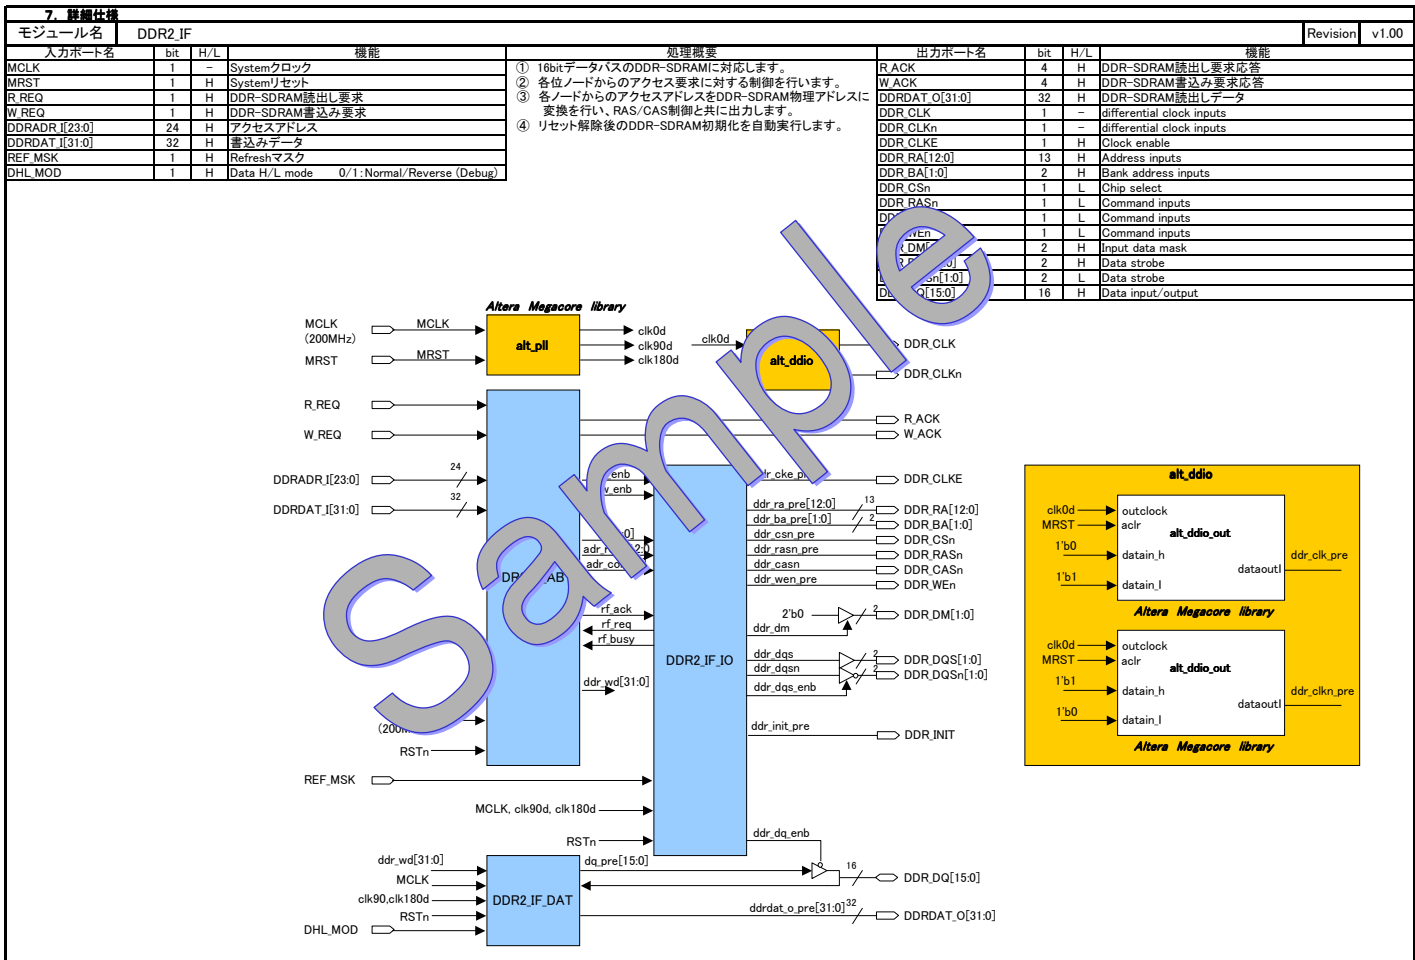 7. 詳細仕様
モジュール名 DDR2_IF Revision v1.00
入力ポート名 bit H/L 機能 処理概要 出力ポート名 bit H/L 機能
MCLK 1 - Systemクロック
MRST 1 H Systemリセット
R_REQ 1 H DDR-SDRAM読出し要求
W_REQ 1 H DDR-SDRAM書込み要求
DDRADR_I[23:0] 24 H アクセスアドレス
DDRDAT_I[31:0] 32 H 書込みデータ
REF_MSK 1 H Refreshマスク
DHL_MOD 1 H Data H/L mode 0/1:Normal/Reverse (Debug)
① 16bitデータバスのDDR-SDRAMに対応します。
② 各位ノードからのアクセス要求に対する制御を行います。
③ 各ノードからのアクセスアドレスをDDR-SDRAM物理アドレスに
変換を行い、RAS/CAS制御と共に出力します。
④ リセット解除後のDDR-SDRAM初期化を自動実行します。
R_ACK 4 H DDR-SDRAM読出し要求応答
W_ACK 4 H DDR-SDRAM書込み要求応答
DDRDAT_O[31:0] 32 H DDR-SDRAM読出しデータ
DDR_CLK 1 - differential clock inputs
DDR_CLKn 1 - differential clock inputs
DDR_CLKE 1 H Clock enable
DDR_RA[12:0] 13 H Address inputs
DDR_BA[1:0] 2 H Bank address inputs
DDR_CSn 1 L Chip select
DDR_RASn 1 L Command inputs
1 L Command inputs
1 L Command inputs
2 H Input data mask
2 H Data strobe
2 L Data strobe
16 H Data input/output
Altera Megacore library
MCLK
(200MHz)
MCLK
MRST
MRST
alt_pll
clk0d
clk90d
clk180d
clk0d
alt_ddio
DDR_CLK
DDR_CLKn
R_REQ
W_REQ
R_ACK
W_ACK
DDRADR_I[23:0]
24
DDRDAT_I[31:0]
32
DDR_CLKE
ddr_ra_pre[12:0]
13
DDR_RA[12:0]
ddr_ba_pre[1:0]
2
DDR_BA[1:0]
ddr_csn_pre
DDR_CSn
ddr_rasn_pre
DDR_RASn
ddr_casn
DDR_CASn
ddr_wen_pre
DDR_WEn
rf_ack
rf_req
rf_busy
2'b0
2
DDR_DM[1:0]
ddr_dm
DDR2_IF_IO
ddr_dqs
2
DDR_DQS[1:0]
ddr_dqsn
2
DDR_DQSn[1:0]
ddr_dqs_enb
ddr_wd[31:0]
ddr_init_pre
DDR_INIT
RSTn
REF_MSK
MCLK, clk90d, clk180d
RSTn
ddr_dq_enb
ddr_wd[31:0]
MCLK
clk90,clk180d
RSTn
DHL_MOD
DDR2_IF_DAT
dq_pre[15:0]
16
DDR_DQ[15:0]
ddrdat_o_pre[31:0]
32
DDRDAT_O[31:0]
alt_ddio
clk0d
outclock
MRST
aclr
alt_ddio_out
1'b0
datain_h
ddr_clk_pre
dataoutl
1'b1
datain_l
Altera Megacore library
clk0d
outclock
MRST
aclr
alt_ddio_out
1'b1
datain_h
ddr_clkn_pre
dataoutl
1'b0
datain_l
Altera Megacore library
Sample